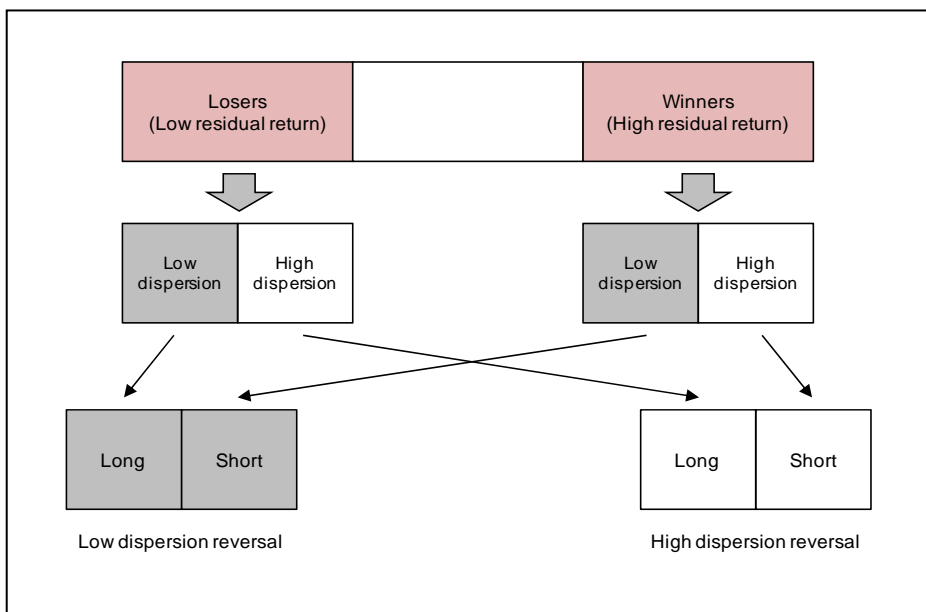 Losers
(Low residual return)
Winners
(High residual return)
Low
dispersion
High
dispersion
Low
dispersion
High
dispersion
Long
Short
Long
Short
Low dispersion reversal
High dispersion reversal